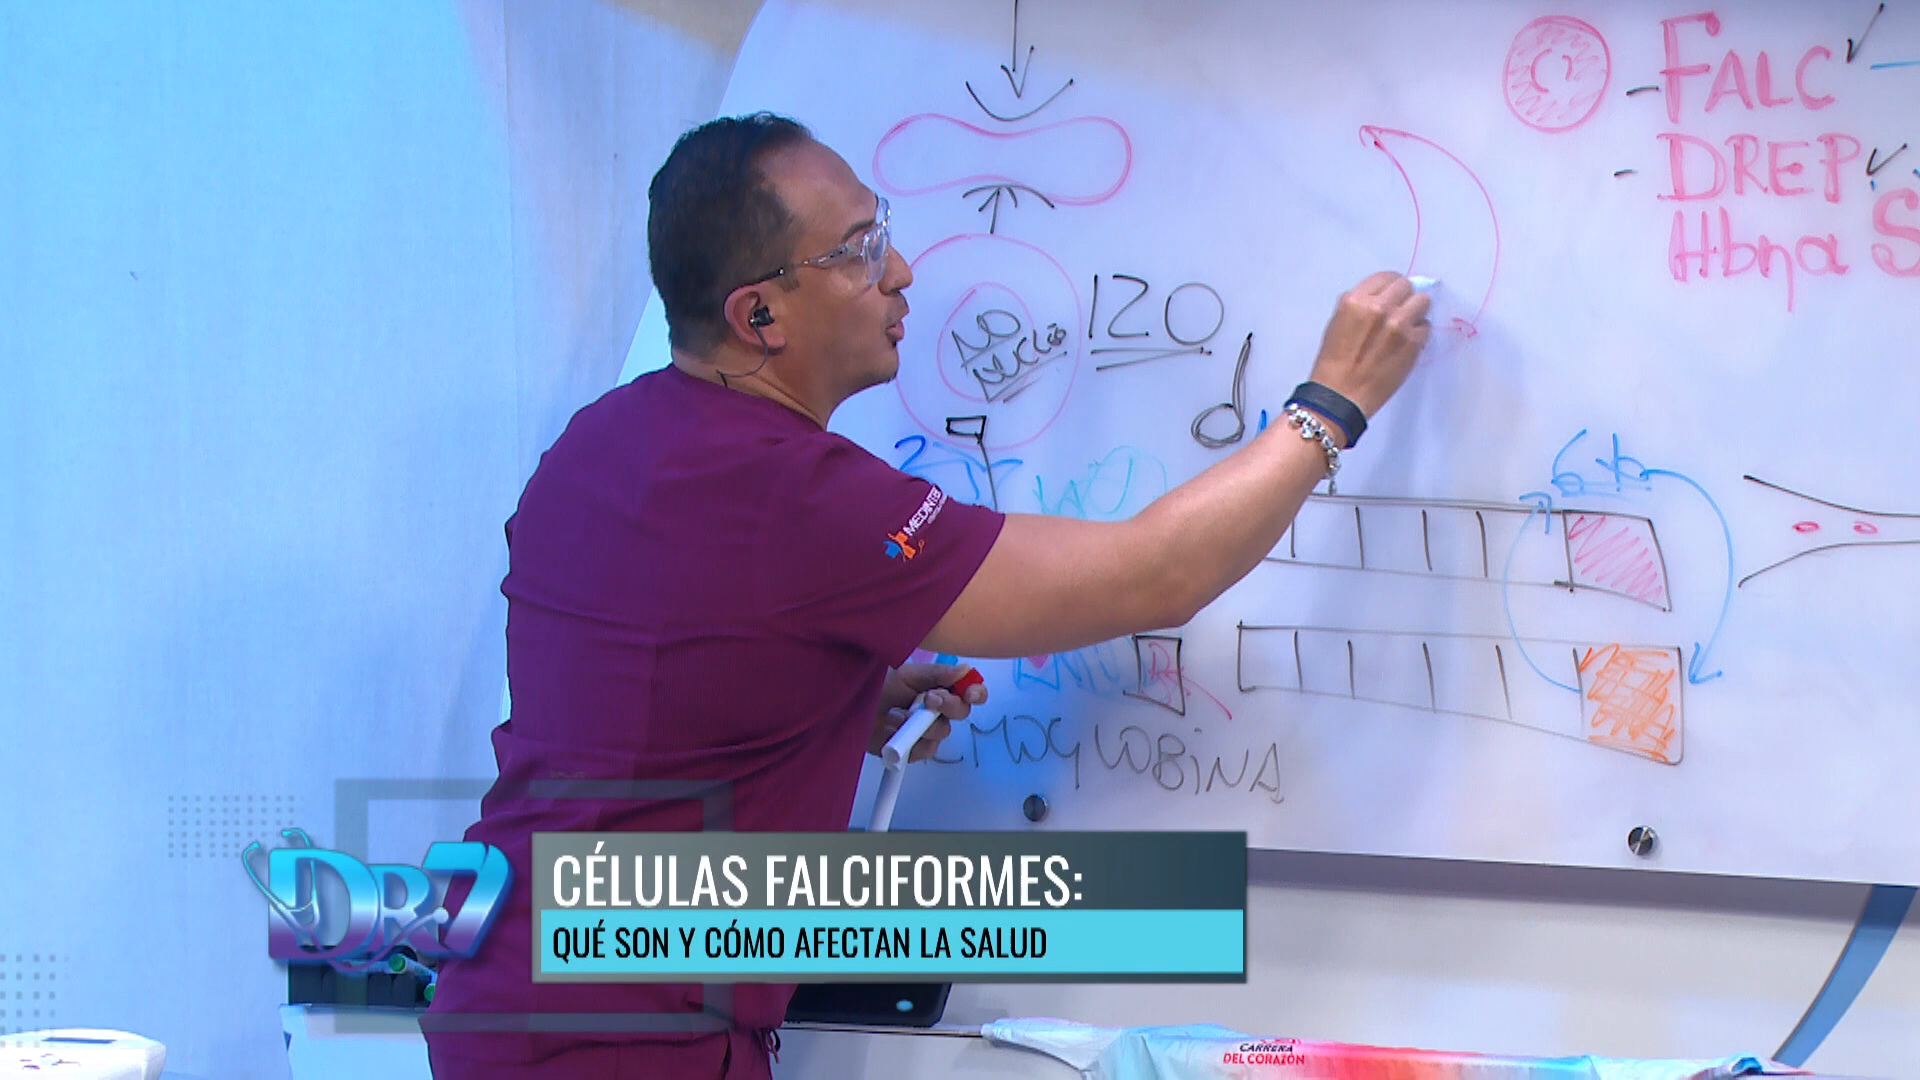 FALC
DREP
Hbna S
NO
NUCLEO
120
d
HEMOGLOBINA
MEDINTER
DR7
CÉLULAS FALCIFORMES:
QUÉ SON Y CÓMO AFECTAN LA SALUD
CARRERA
DEL CORAZÓN